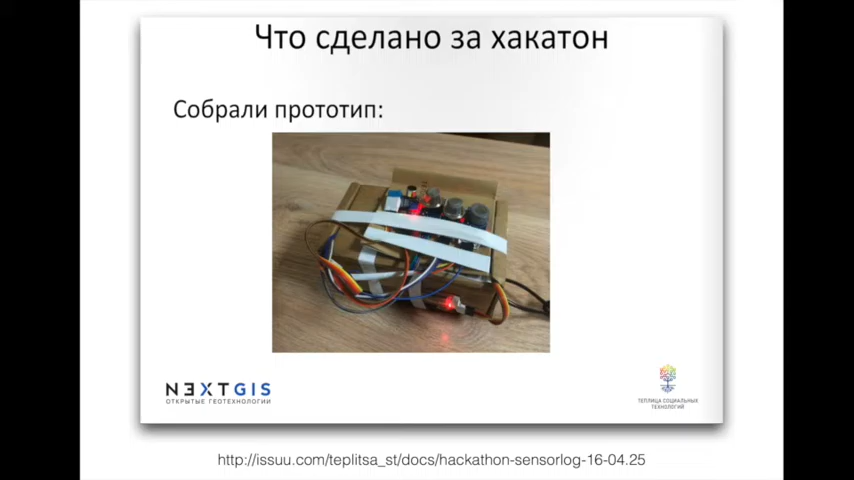 Что сделано за хакатон
Собрали прототип:
NEXTGIS
ОТКРЫТЫЕ ГЕОТЕХНОЛОГИИ
ТЕПЛИЦА СОЦИАЛЬНЫХ
ТЕХНОЛОГИЙ
http://issuu.com/teplitsa_st/docs/hackathon-sensorlog-16-04.25